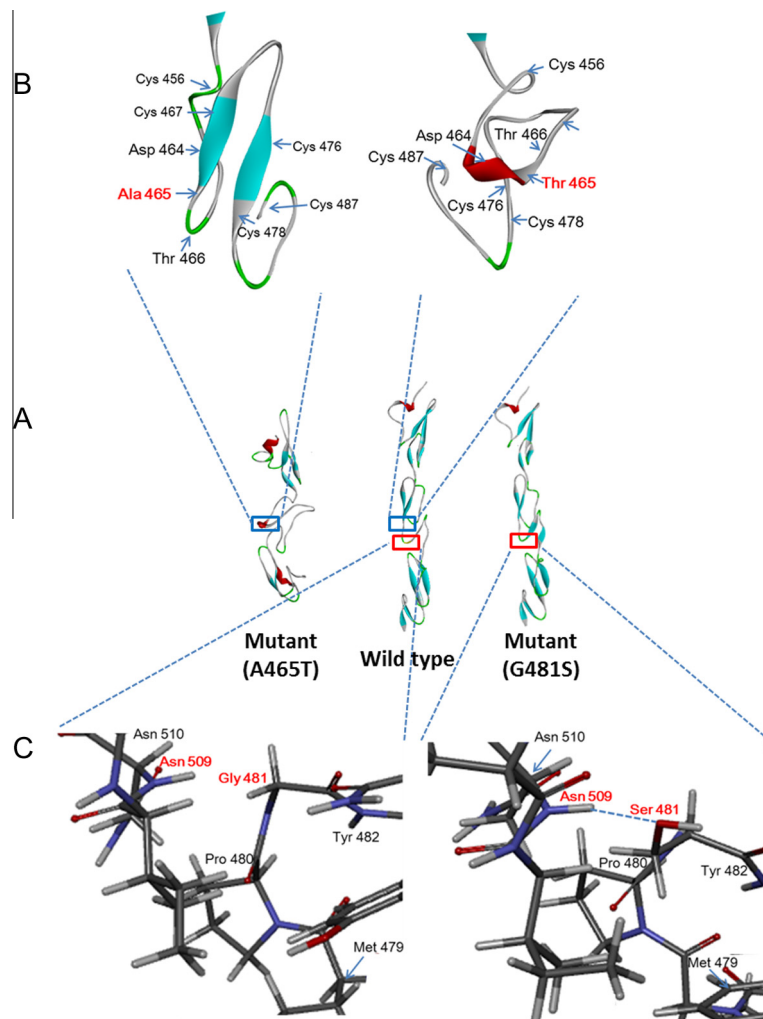 B
Cys 456
Cys 467
Asp 464
Ala 465
Thr 466
Cys 476
Cys 487
Cys 478
Cys 456
Thr 466
Asp 464
Cys 487
Thr 465
Cys 476
Cys 478
A
Mutant
(A465T)
Wild type
Mutant
(G481S)
C
Asn 510
Asn 509
Gly 481
Tyr 482
Pro 480
Met 479
Asn 510
Asn 509
Ser 481
Pro 480
Tyr 482
Met 479